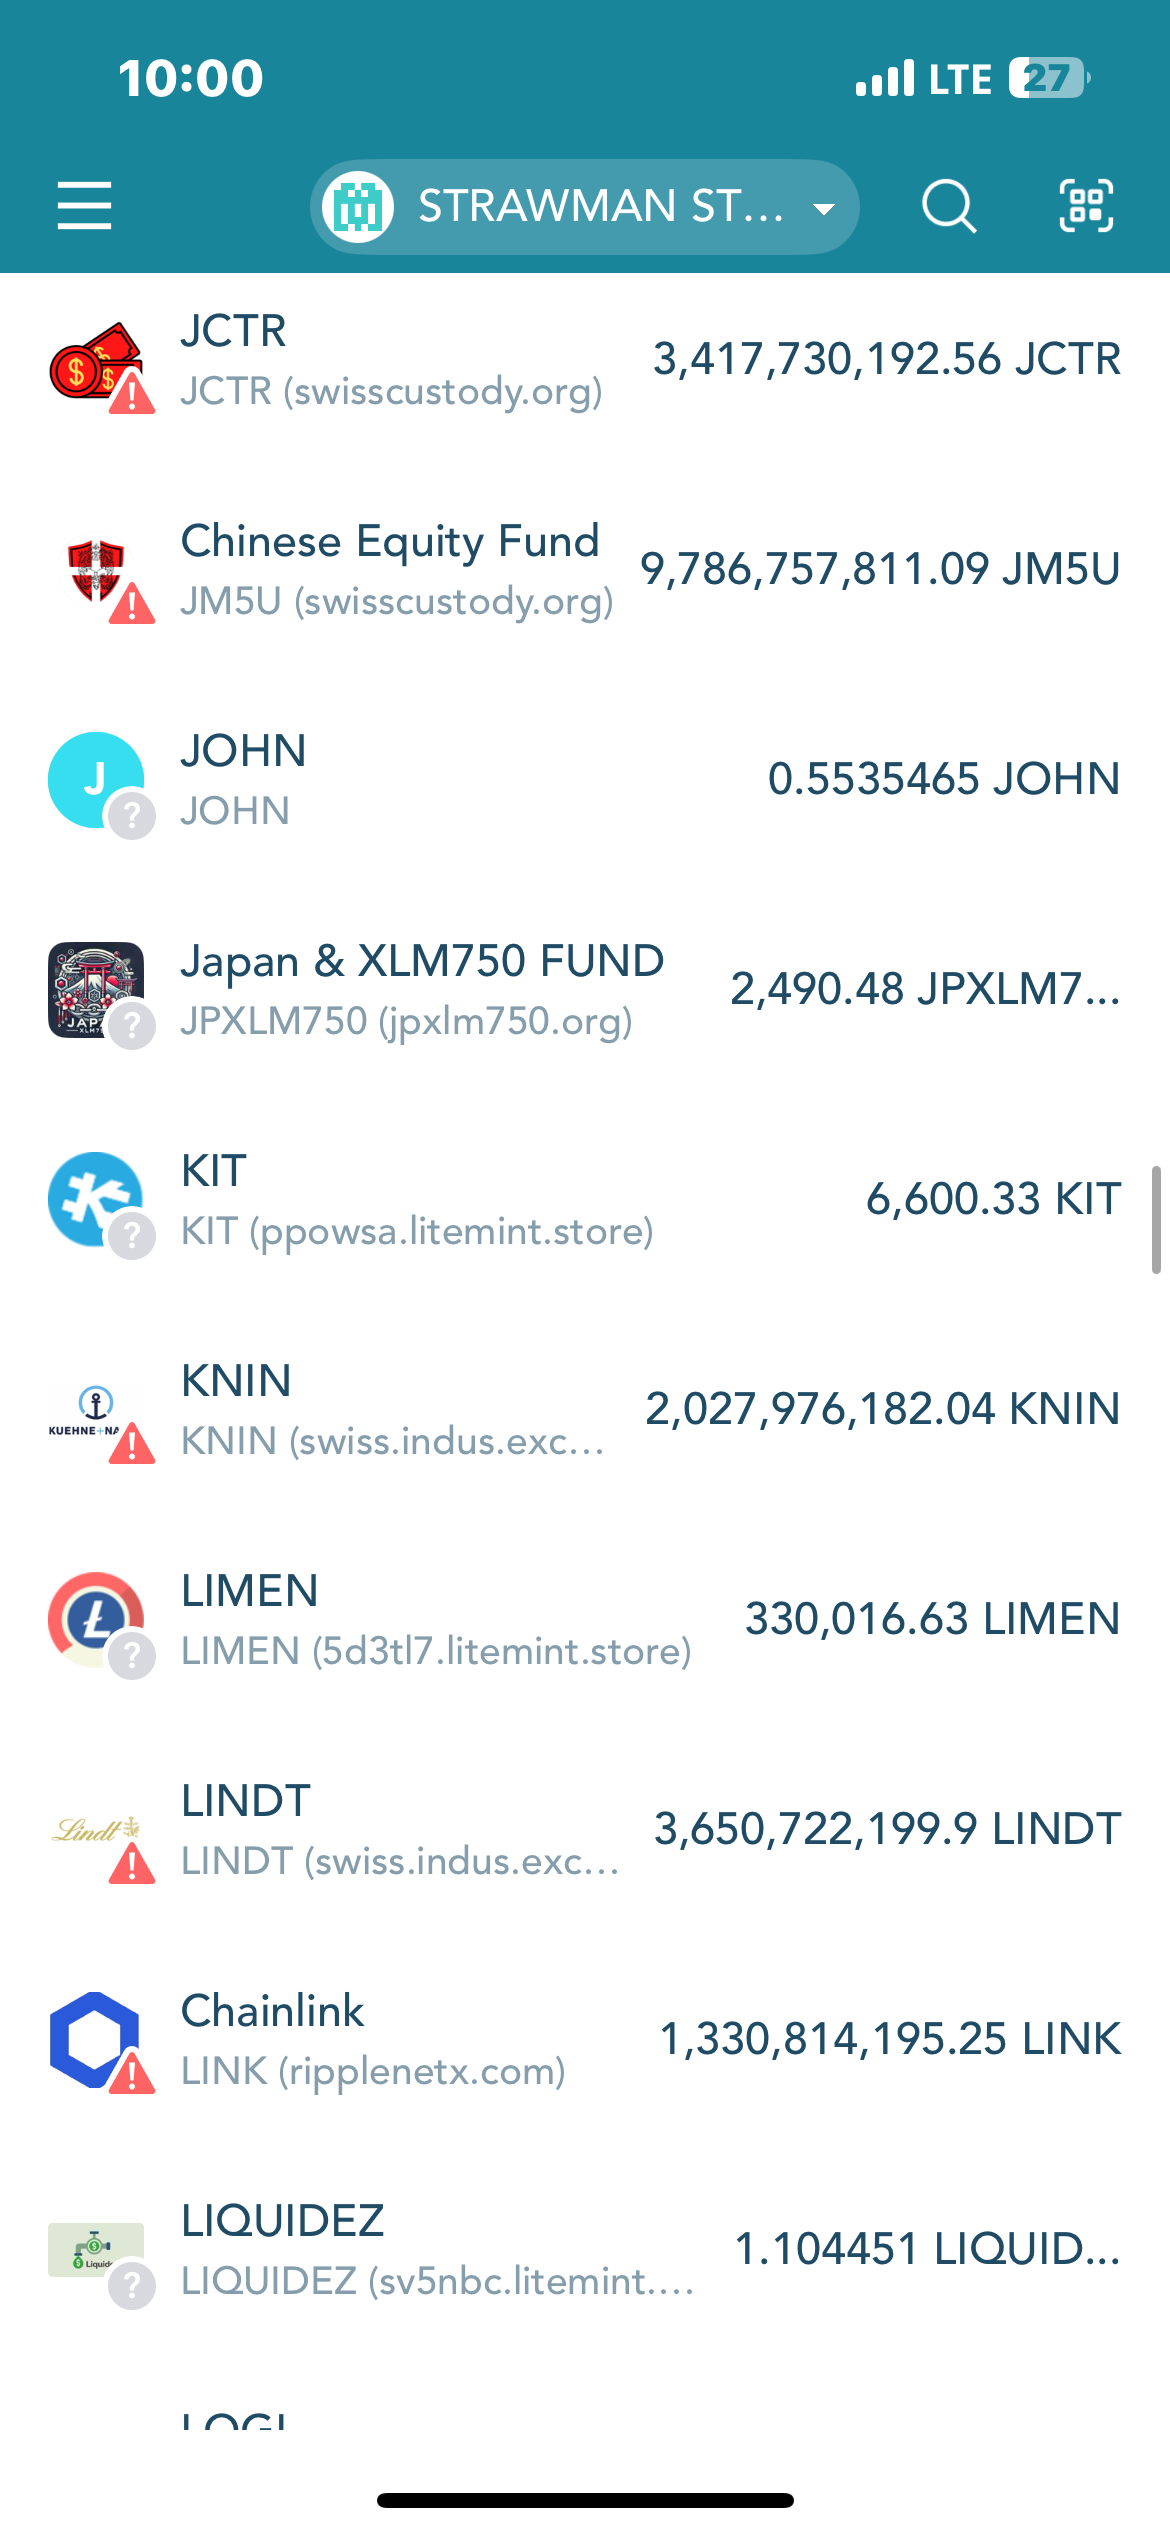 10:00
LTE 27
STRAWMAN ST...
JCTR
3,417,730,192.56 JCTR
JCTR (swisscustody.org)
Chinese Equity Fund
9,786,757,811.09 JM5U
JM5U (swisscustody.org)
J
JOHN
0.5535465 JOHN
JOHN
Japan & XLM750 FUND
2,490.48 JPXLM7...
JPXLM750 (jpxlm750.org)
KIT
6,600.33 KIT
KIT (ppowsa.litemint.store)
KNIN
2,027,976,182.04 KNIN
KUEHNE+NA
KNIN (swiss.indus.exc...
LIMEN
330,016.63 LIMEN
LIMEN (5d3tl7.litemint.store)
LINDT
3,650,722,199.9 LINDT
Lindt
LINDT (swiss.indus.exc...
Chainlink
1,330,814,195.25 LINK
LINK (ripplenetx.com)
LIQUIDEZ
1.104451 LIQUID...
LIQUIDEZ (sv5nbc.litemint....
LOGI